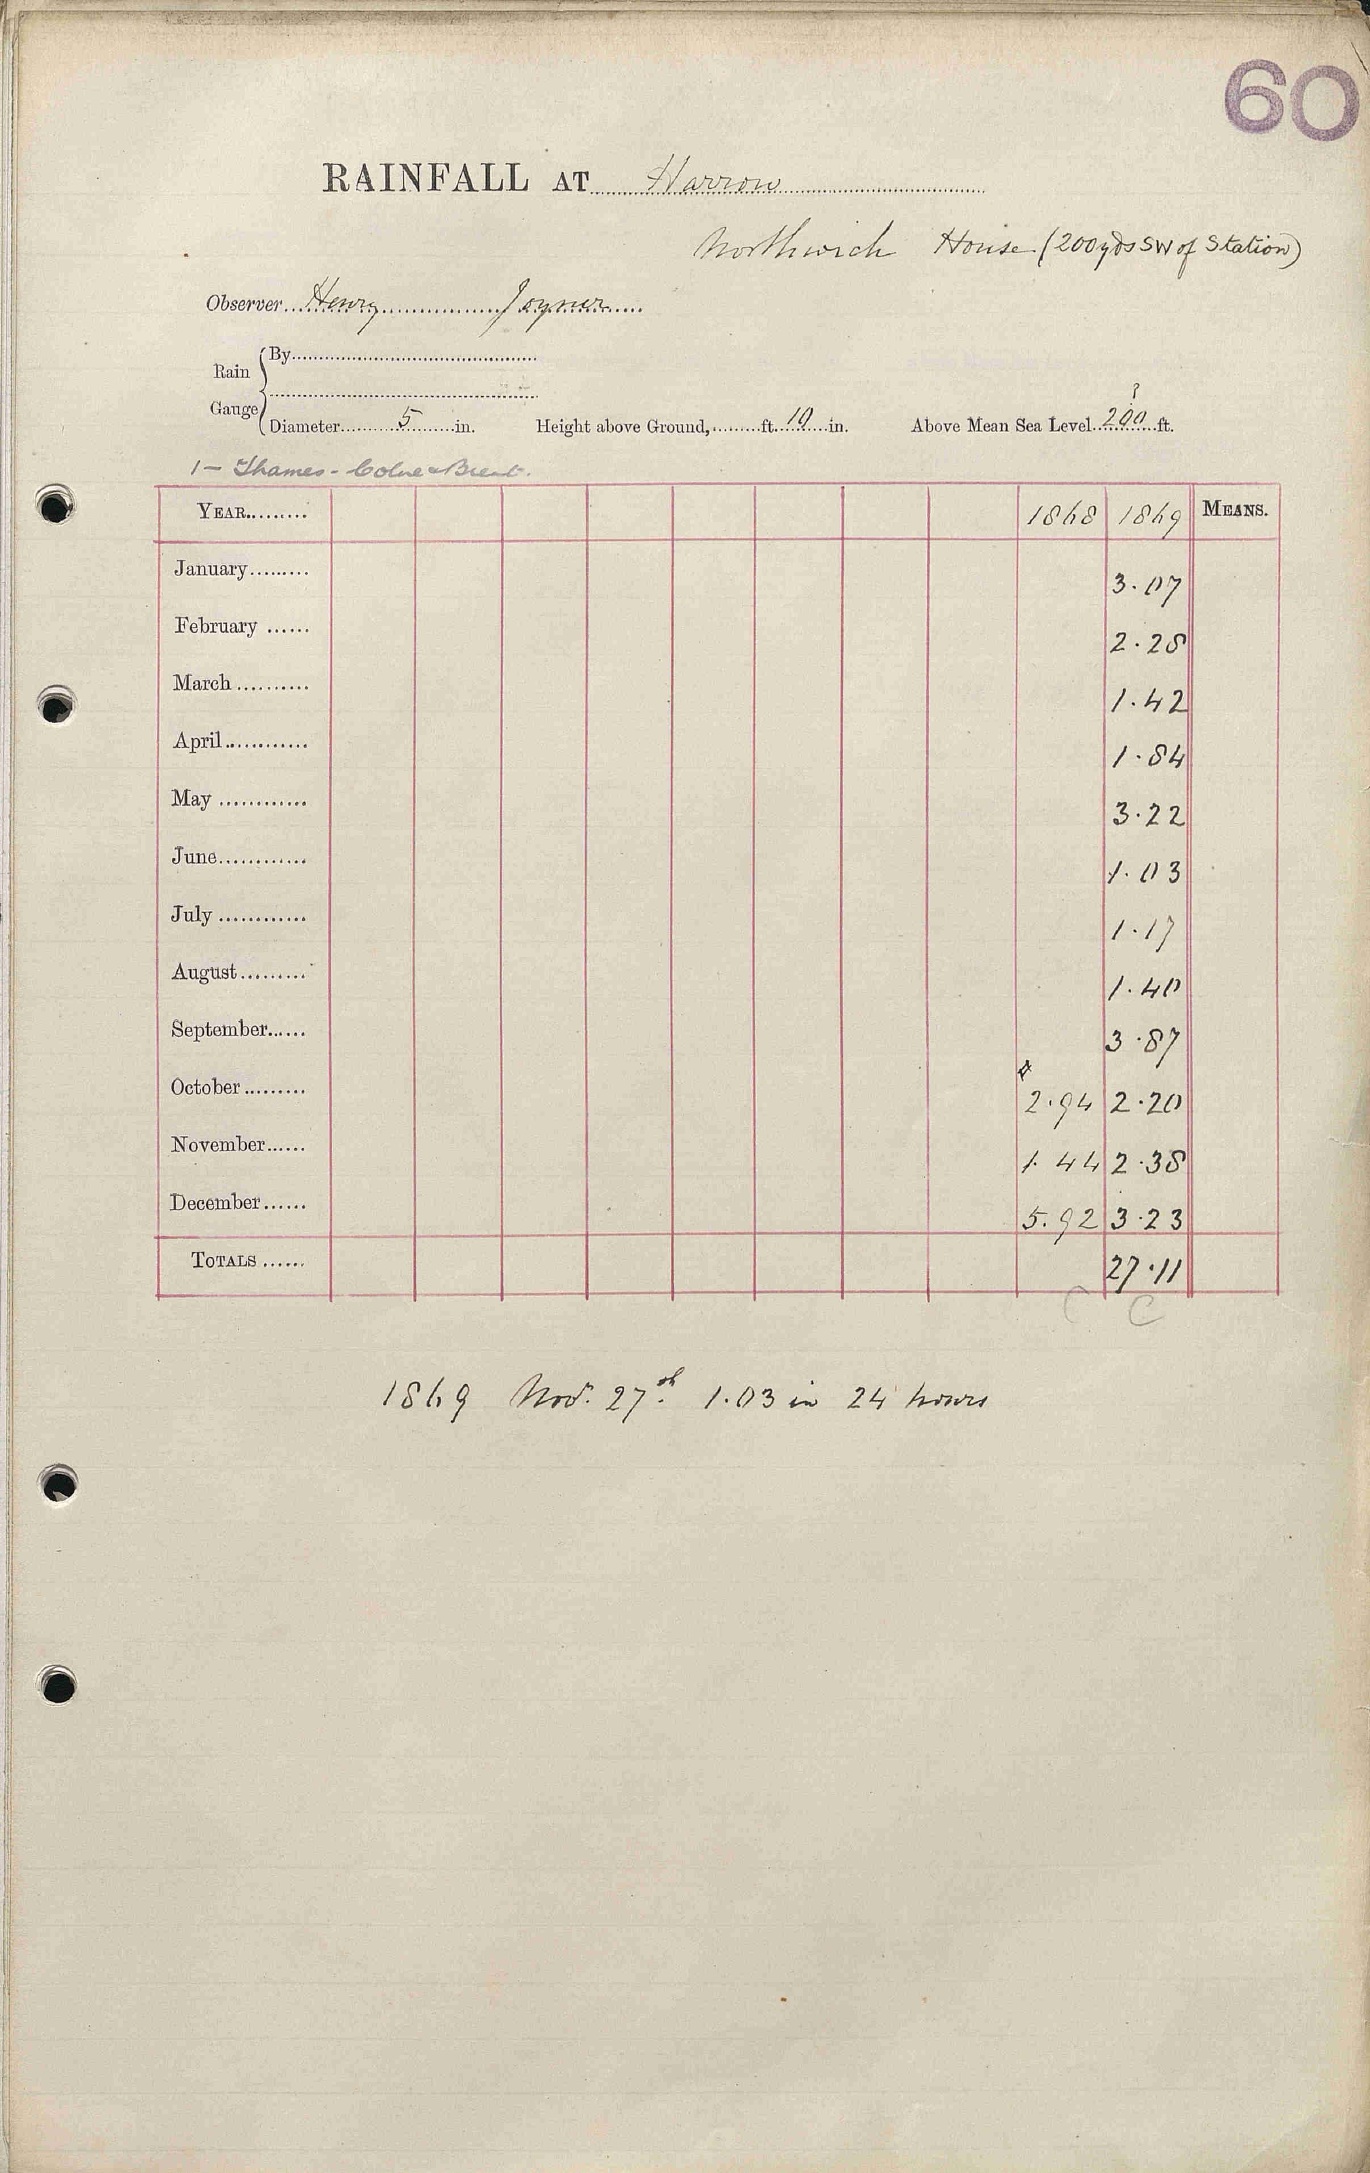 60
RAINFALL AT Harrow
Northwich House (200yds SW of Station)
Observer Henry Joyner
Rain Gauge
By
Diameter 5 in. Height above Ground, ft. 10 in. Above Mean Sea Level 200 ? ft.
1 - Thames - Colne & Brent.
YEAR 1868 1869 MEANS.
January 3.07
February 2.28
March 1.42
April 1.84
May 3.22
June 1.03
July 1.17
August 1.40
September 3.87
October 2.94 2.20
November 1.44 2.38
December 5.92 3.23
TOTALS 27.11
C C
1869 Nov. 27th. 1.03 in 24 hours